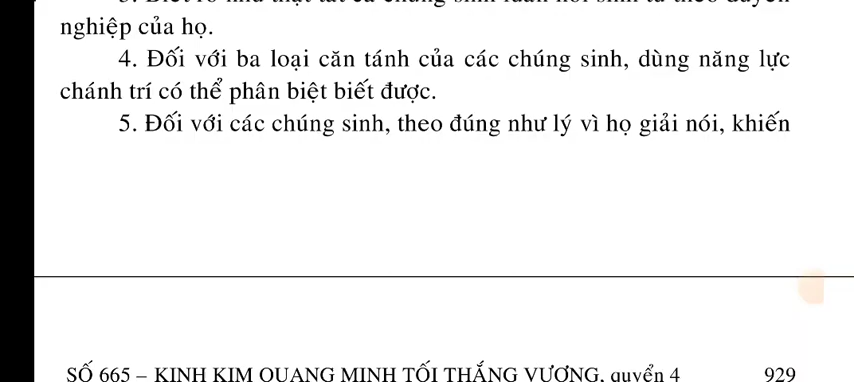 nghiệp của họ.
4. Đối với ba loại căn tánh của các chúng sinh, dùng năng lực
chánh trí có thể phân biệt biết được.
5. Đối với các chúng sinh, theo đúng như lý vì họ giải nói, khiến
SỐ 665 – KINH KIM QUANG MINH TỐI THẮNG VƯƠNG, quyển 4 929